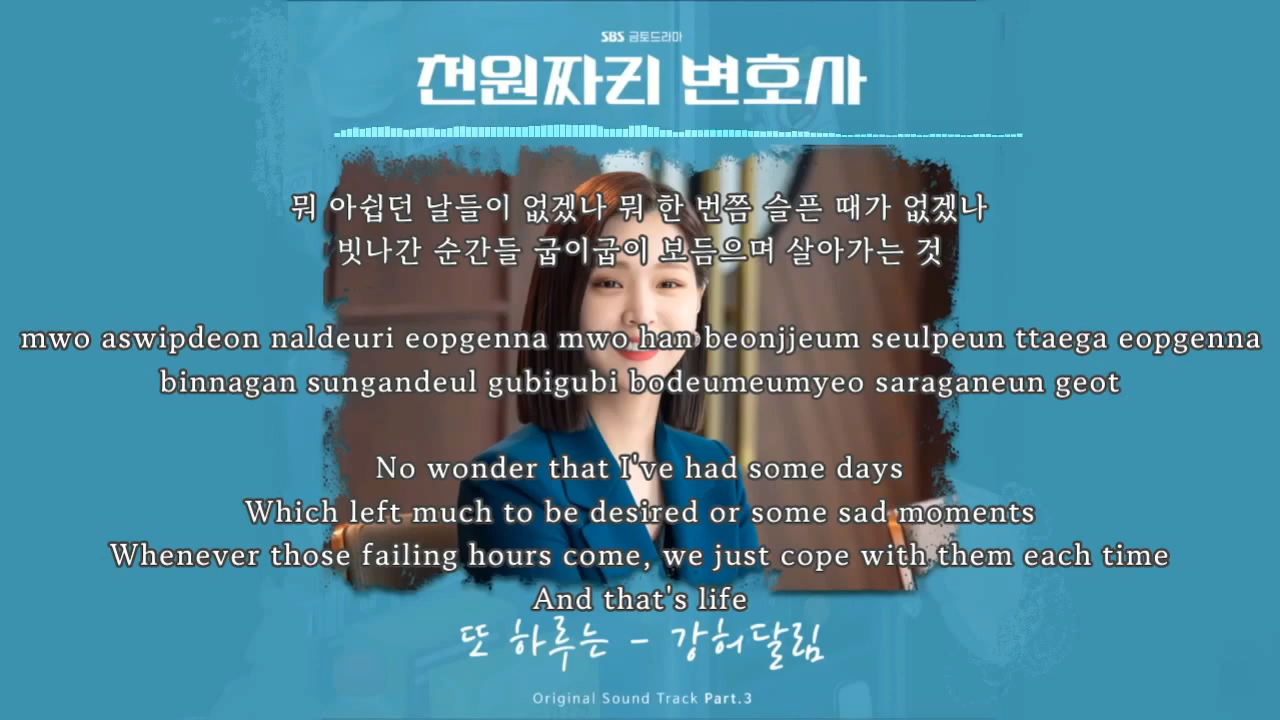 SBS 금토드라마
천원짜리 변호사
뭐 아쉽던 날들이 없겠나 뭐 한 번쯤 슬픈 때가 없겠나
빗나간 순간들 굽이굽이 보듬으며 살아가는 것
mwo aswipdeon naldeuri eopgenna mwo han beonjjeum seulpeun ttaega eopgenna
binnagan sungandeul gubigubi bodeumeumyeo saraganeun geot
No wonder that I've had some days
Which left much to be desired or some sad moments
Whenever those failing hours come, we just cope with them each time
And that's life
또 하루는 - 강허달림
Original Sound Track Part.3